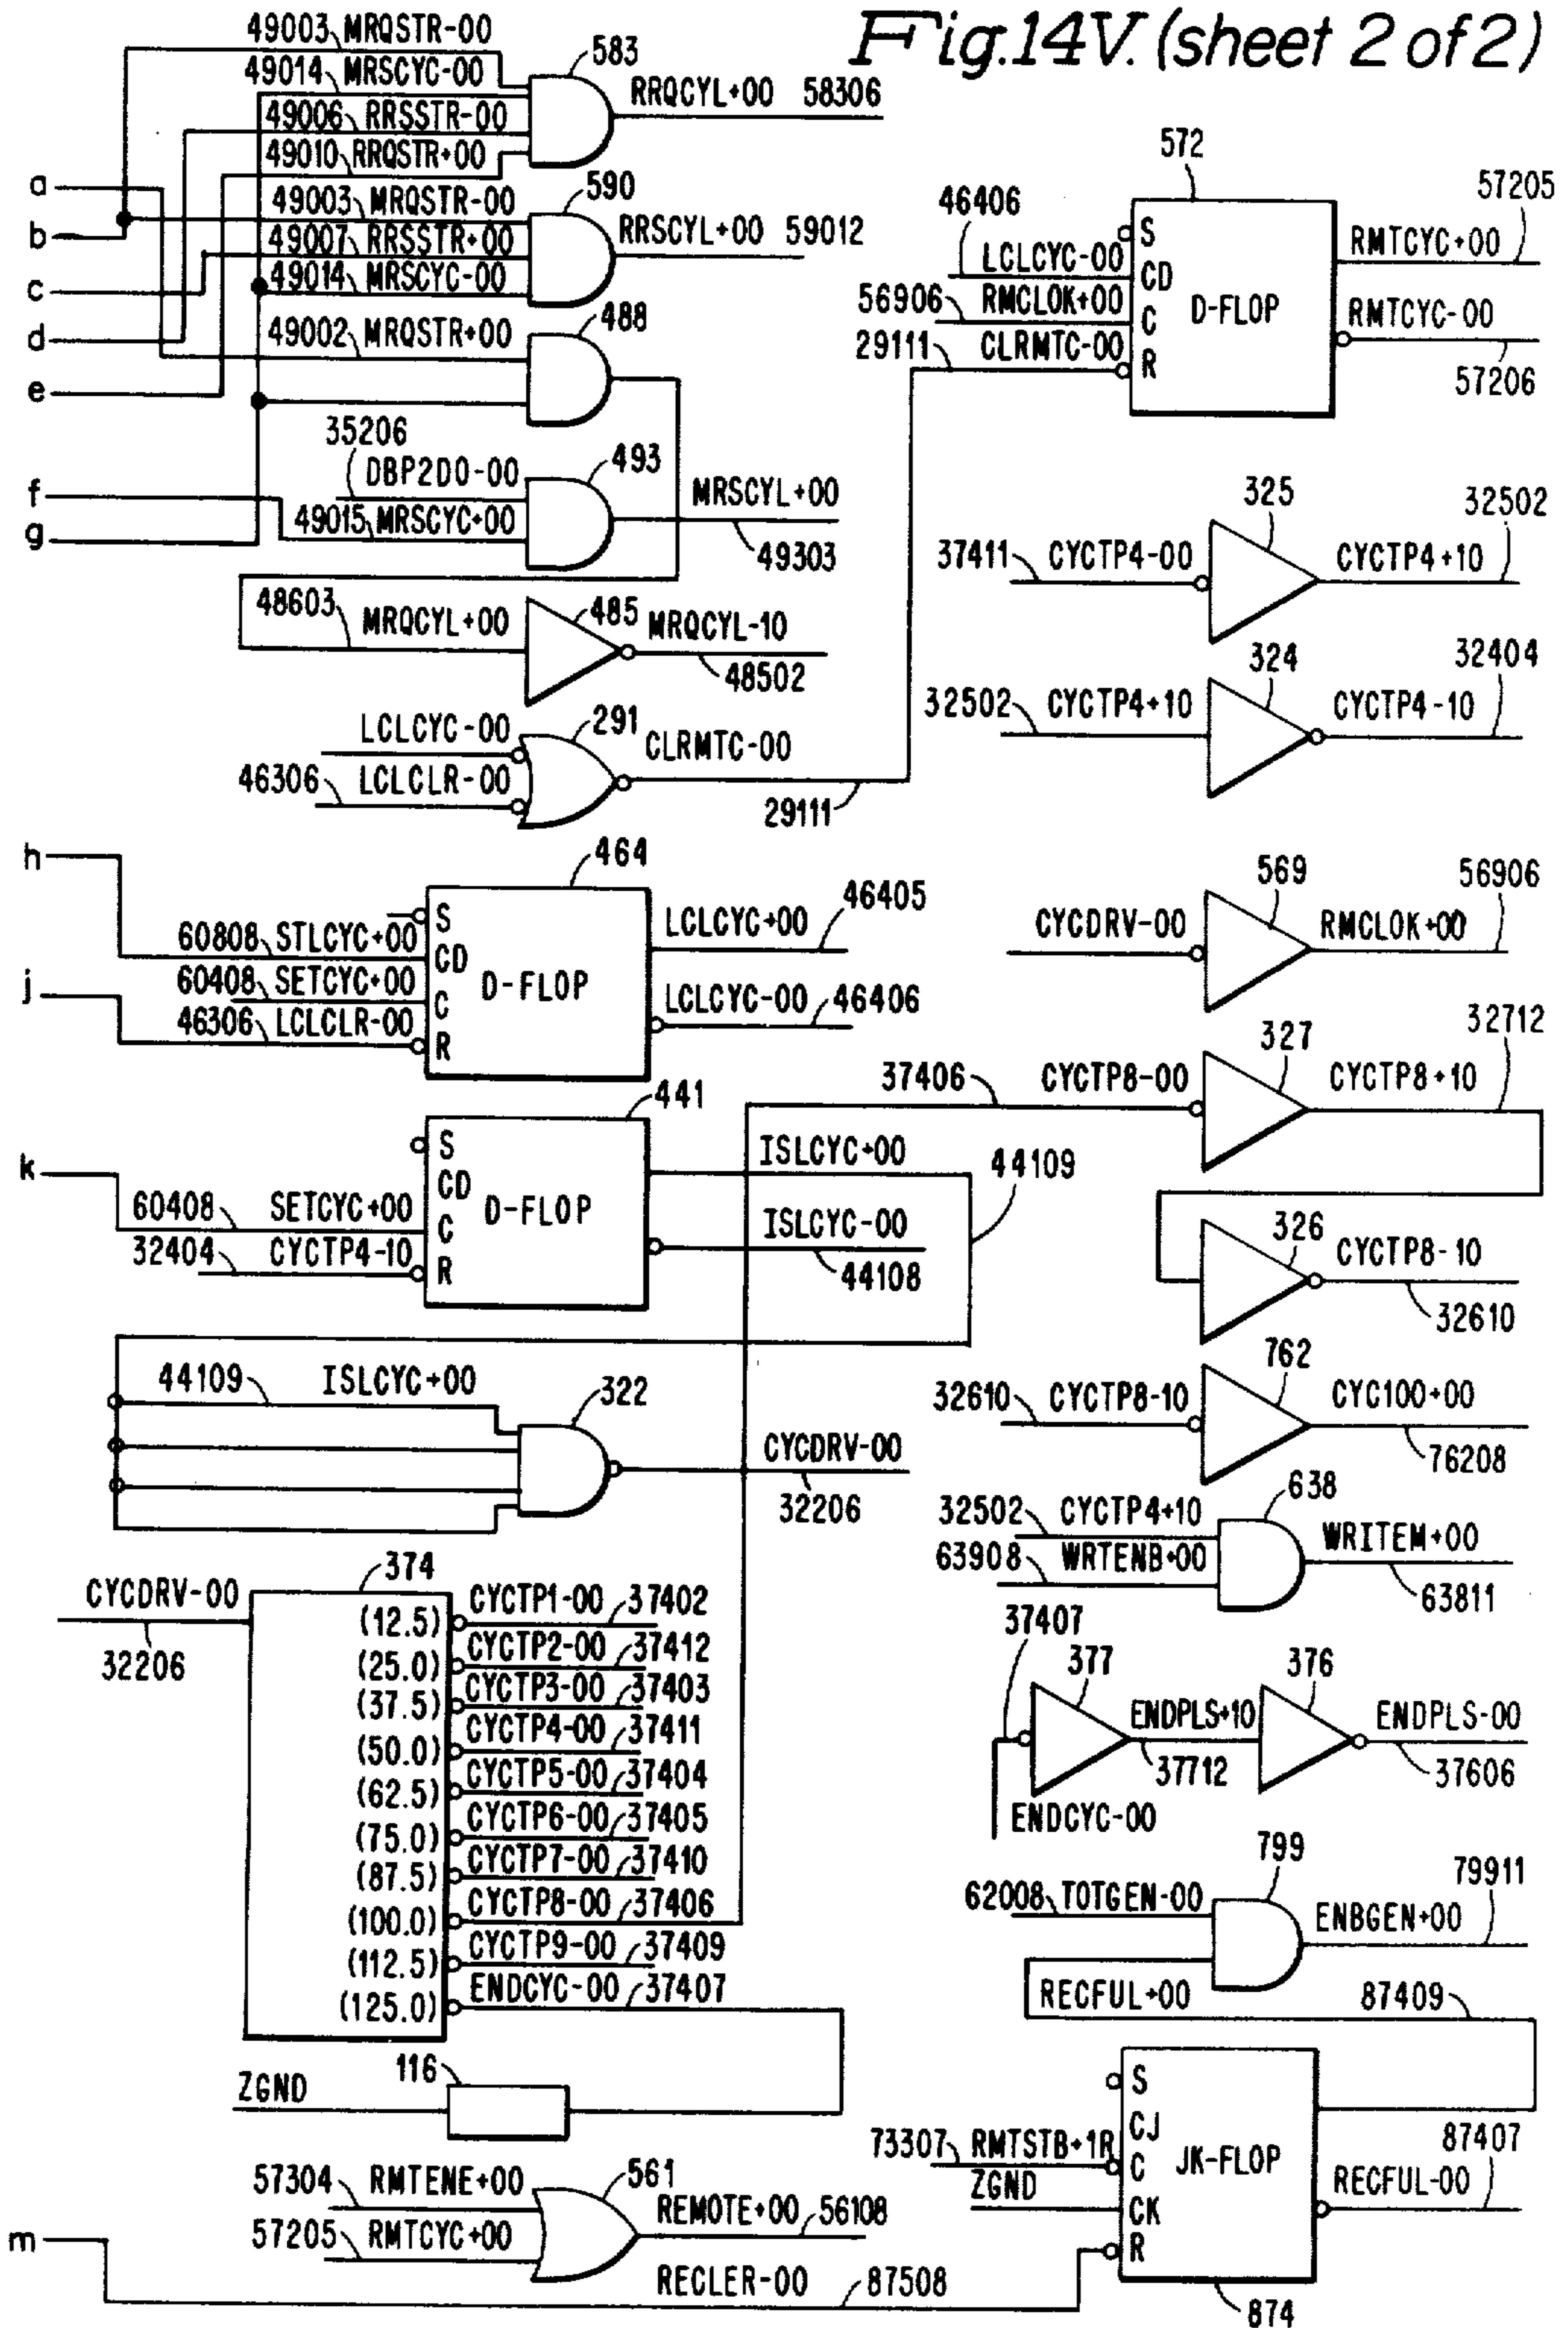 Fig.14V. (sheet 2 of 2)
49003 MRQSTR-00
583
49014 MRSCYC-00
RRQCYL+00 58306
49006 RRSSTR-00
49010 RRQSTR+00
a
b
c
d
e
f
g
590
49003 MRQSTR-00
RRSCYL+00 59012
49007 RRSSTR+00
49014 MRSCYC-00
488
49002 MRQSTR+00
35206
493
DBP2D0-00
MRSCYL+00
49015 MRSCYC+00
49303
48603
MRQCYL+00
485
MRQCYL-10
48502
LCLCYC-00
291
CLRMTC-00
46306 LCLCLR-00
29111
572
46406
57205
S
RMTCYC+00
LCLCYC-00
CD
56906 RMCLOK+00
D-FLOP
C
RMTCYC-00
29111 CLRMTC-00
R
57206
325
32502
37411 CYCTP4-00
CYCTP4+10
324
32404
32502 CYCTP4+10
CYCTP4-10
h
464
S
LCLCYC+00
46405
60808 STLCYC+00
CD
j
60408 SETCYC+00
D-FLOP
C
LCLCYC-00 46406
46306 LCLCLR-00
R
569
56906
CYCDRV-00
RMCLOK+00
32712
327
37406
CYCTP8-00
CYCTP8+10
441
S
ISLCYC+00
44109
k
CD
D-FLOP
60408 SETCYC+00
C
ISLCYC-00
32404 CYCTP4-10
R
44108
326
CYCTP8-10
32610
44109 ISLCYC+00
322
CYCDRV-00
32206
762
32610 CYCTP8-10
CYC100+00
76208
638
32502 CYCTP4+10
WRITEM+00
63908 WRTENB+00
63811
CYCDRV-00
32206
374
(12.5) CYCTP1-00 37402
(25.0) CYCTP2-00 37412
(37.5) CYCTP3-00 37403
(50.0) CYCTP4-00 37411
(62.5) CYCTP5-00 37404
(75.0) CYCTP6-00 37405
(87.5) CYCTP7-00 37410
(100.0) CYCTP8-00 37406
(112.5) CYCTP9-00 37409
(125.0) ENDCYC-00 37407
37407
377
376
ENDPLS+10
ENDPLS-00
37712
37606
ENDCYC-00
799
79911
62008 TOTGEN-00
ENBGEN+00
RECFUL+00
87409
ZGND
116
S
CJ
73307 RMTSTB+1R
C
JK-FLOP
87407
ZGND
CK
RECFUL-00
R
874
57304 RMTENE+00
561
REMOTE+00 56108
57205 RMTCYC+00
m
RECLER-00
87508